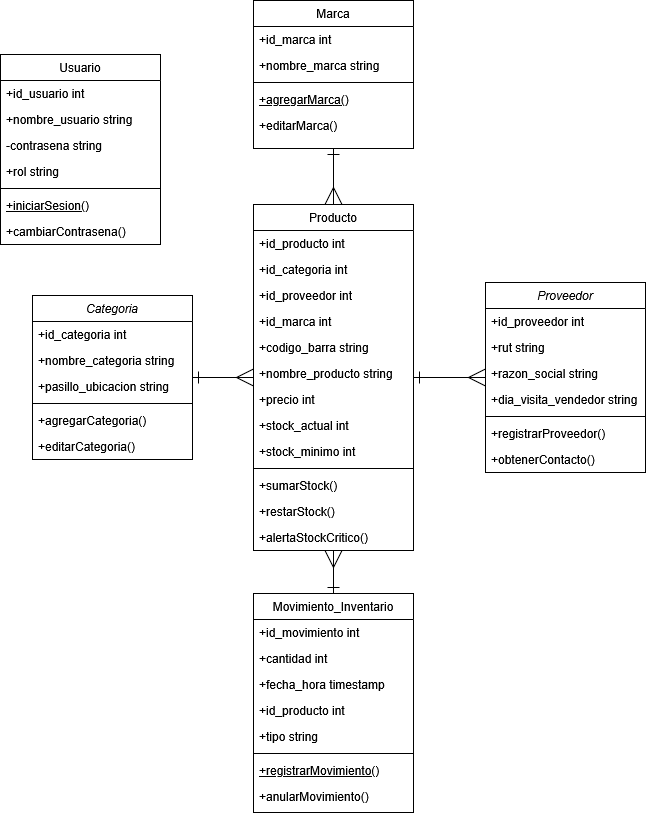 Marca
+id_marca int
+nombre_marca string
+agregarMarca()
+editarMarca()
Usuario
+id_usuario int
+nombre_usuario string
-contrasena string
+rol string
+iniciarSesion()
+cambiarContrasena()
Producto
+id_producto int
+id_categoria int
+id_proveedor int
+id_marca int
+codigo_barra string
+nombre_producto string
+precio int
+stock_actual int
+stock_minimo int
+sumarStock()
+restarStock()
+alertaStockCritico()
Categoria
+id_categoria int
+nombre_categoria string
+pasillo_ubicacion string
+agregarCategoria()
+editarCategoria()
Proveedor
+id_proveedor int
+rut string
+razon_social string
+dia_visita_vendedor string
+registrarProveedor()
+obtenerContacto()
Movimiento_Inventario
+id_movimiento int
+cantidad int
+fecha_hora timestamp
+id_producto int
+tipo string
+registrarMovimiento()
+anularMovimiento()